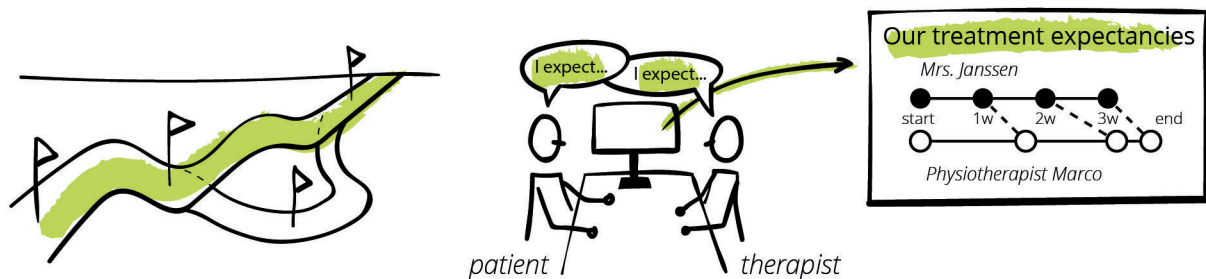 I expect...
I expect...
patient
therapist
Our treatment expectancies
Mrs. Janssen
start 1w 2w 3w end
Physiotherapist Marco